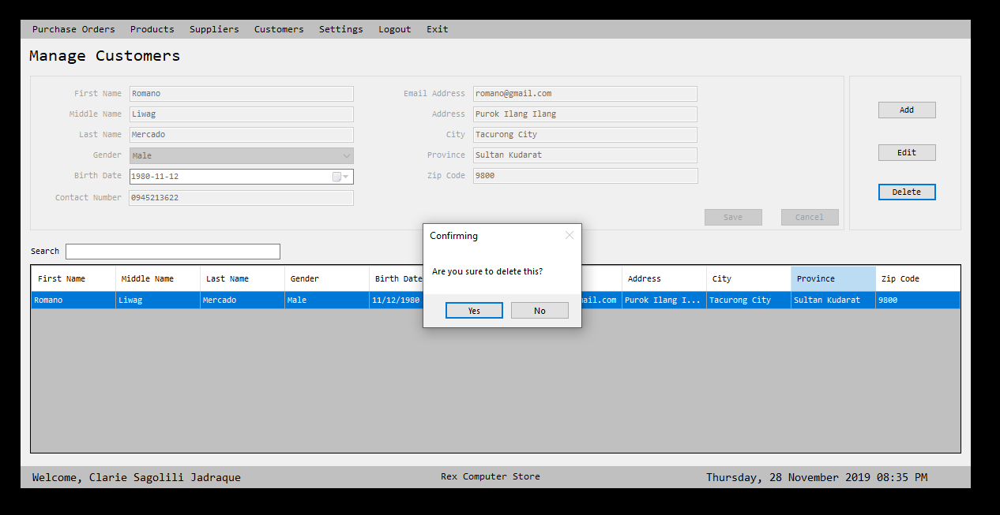 Purchase Orders Products Suppliers Customers Settings Logout Exit
Manage Customers
First Name Romano
Middle Name Liwag
Last Name Mercado
Gender Male
Birth Date 1980-11-12
Contact Number 0945213622
Email Address romano@gmail.com
Address Purok Ilang Ilang
City Tacurong City
Province Sultan Kudarat
Zip Code 9800
Save Cancel
Add
Edit
Delete
Search
Confirming
Are you sure to delete this?
Yes No
First Name Middle Name Last Name Gender Birth Date Address City Province Zip Code
Romano Liwag Mercado Male 11/12/1980 ail.com Purok Ilang I... Tacurong City Sultan Kudarat 9800
Welcome, Clarie Sagolili Jadraque Rex Computer Store Thursday, 28 November 2019 08:35 PM